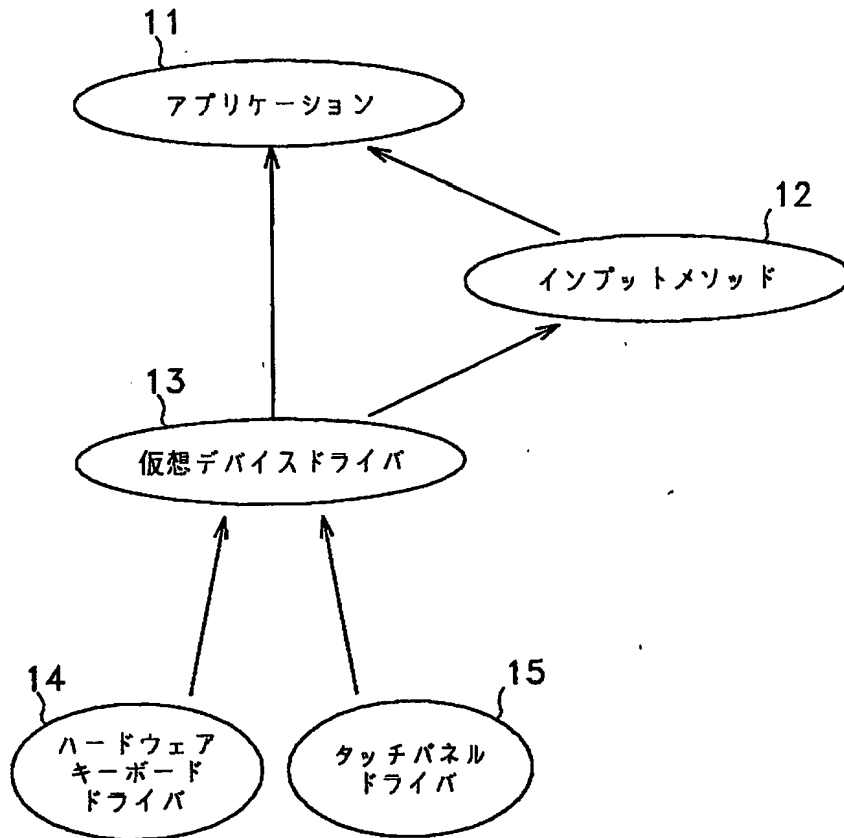 11
アプリケーション
12
インプットメソッド
13
仮想デバイスドライバ
14
ハードウェア
キーボード
ドライバ
15
タッチパネル
ドライバ